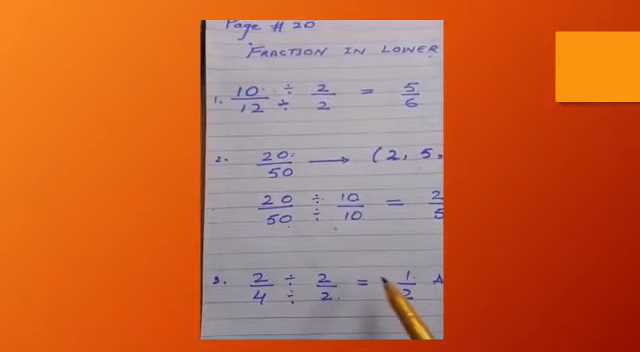 Page # 20
FRACTION IN LOWER
1. 10/12 ÷ 2/2 = 5/6
2. 20/50 → (2, 5,
20/50 ÷ 10/10 = 2/5
3. 2/4 ÷ 2/2 = 1/2 A